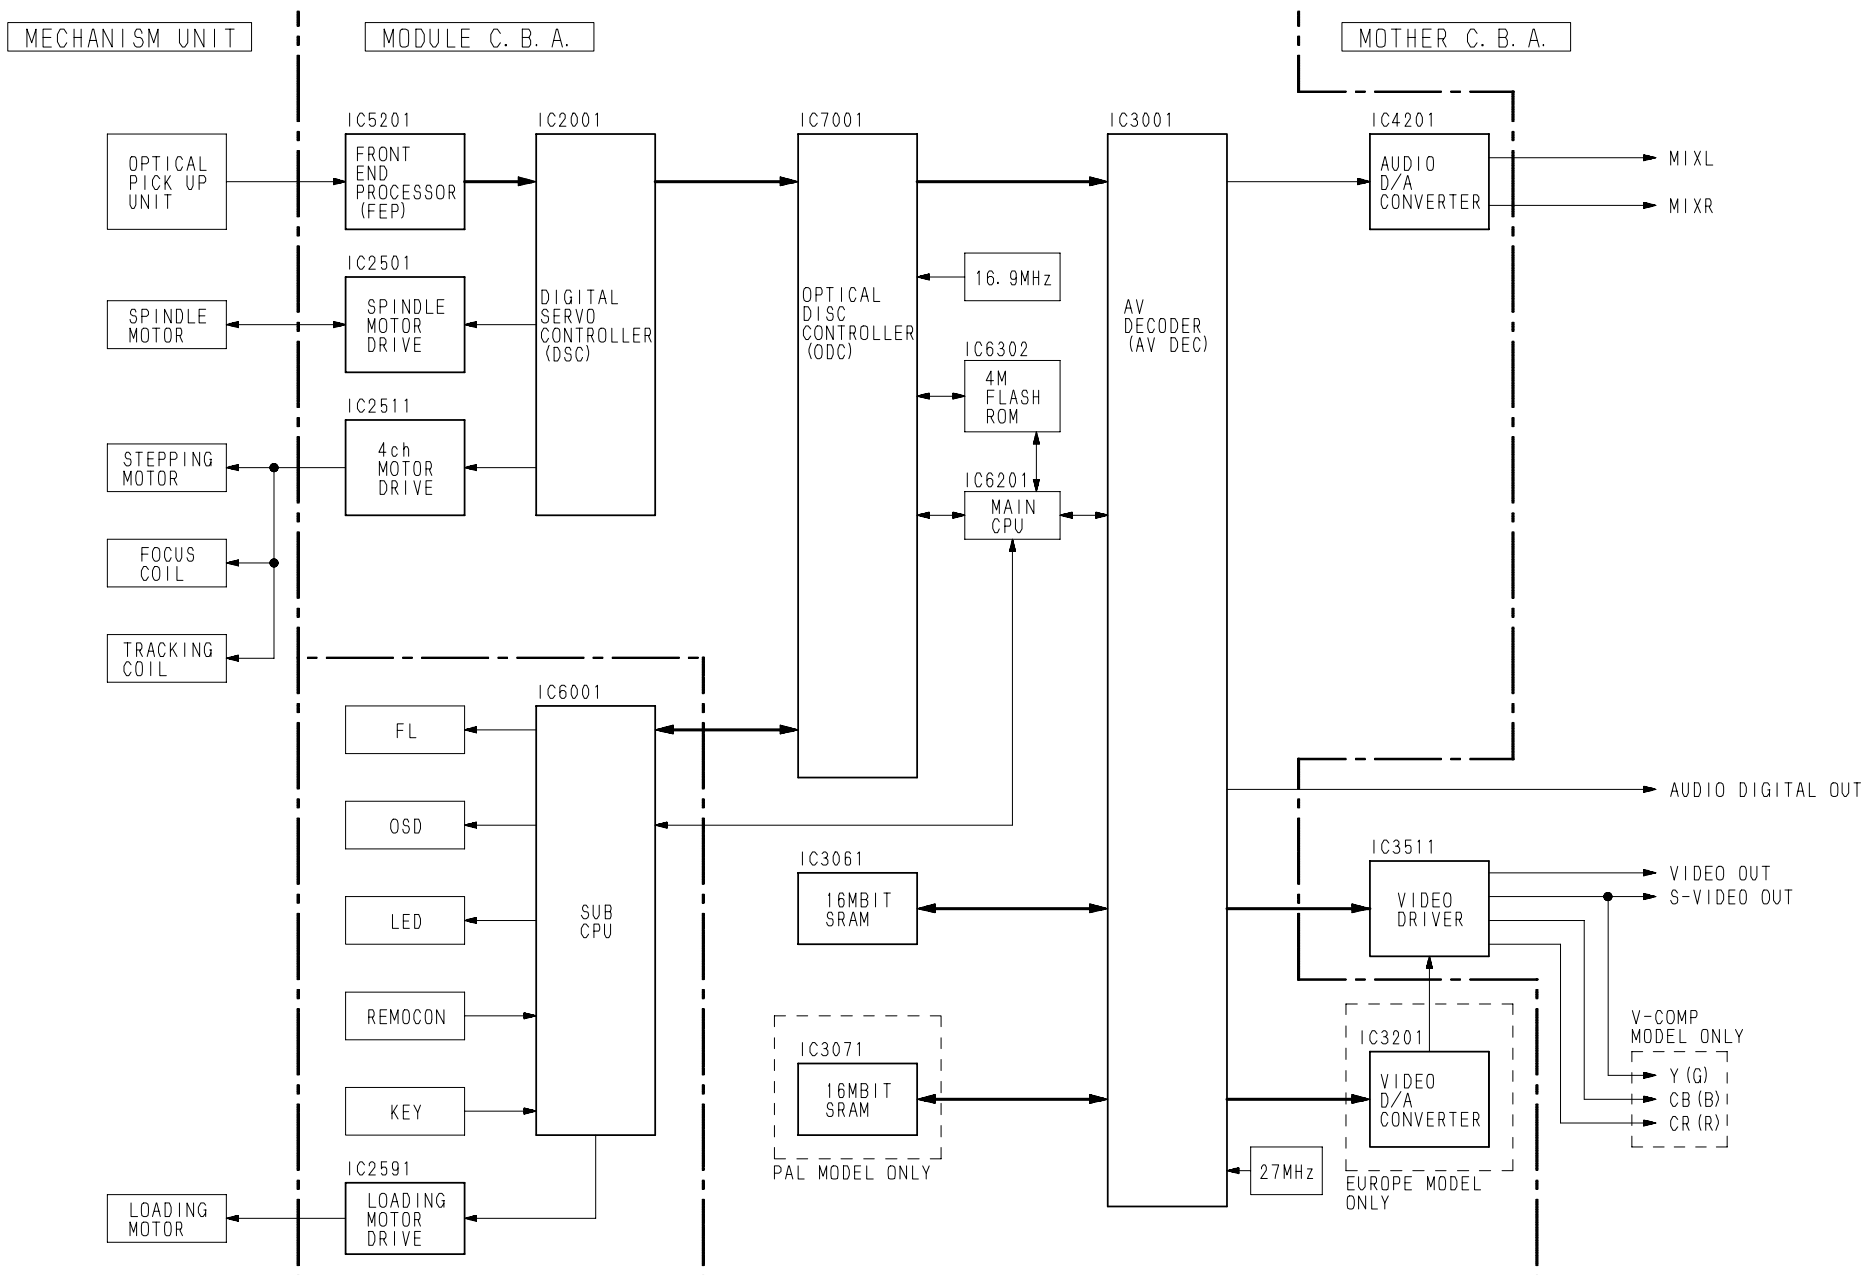 MECHANISM UNIT
MODULE C. B. A.
MOTHER C. B. A.
OPTICAL
PICK UP
UNIT
IC5201
FRONT
END
PROCESSOR
(FEP)
IC2001
DIGITAL
SERVO
CONTROLLER
(DSC)
IC7001
OPTICAL
DISC
CONTROLLER
(ODC)
IC3001
AV
DECODER
(AV DEC)
IC4201
AUDIO
D/A
CONVERTER
MIXL
MIXR
SPINDLE
MOTOR
IC2501
SPINDLE
MOTOR
DRIVE
16. 9MHz
IC6302
4M
FLASH
ROM
STEPPING
MOTOR
IC2511
4ch
MOTOR
DRIVE
IC6201
MAIN
CPU
FOCUS
COIL
TRACKING
COIL
IC6001
SUB
CPU
FL
OSD
LED
REMOCON
KEY
AUDIO DIGITAL OUT
IC3061
16MBIT
SRAM
IC3511
VIDEO
DRIVER
VIDEO OUT
S-VIDEO OUT
IC3071
16MBIT
SRAM
PAL MODEL ONLY
IC3201
VIDEO
D/A
CONVERTER
EUROPE MODEL
ONLY
V-COMP
MODEL ONLY
Y(G)
CB(B)
CR(R)
27MHz
LOADING
MOTOR
IC2591
LOADING
MOTOR
DRIVE